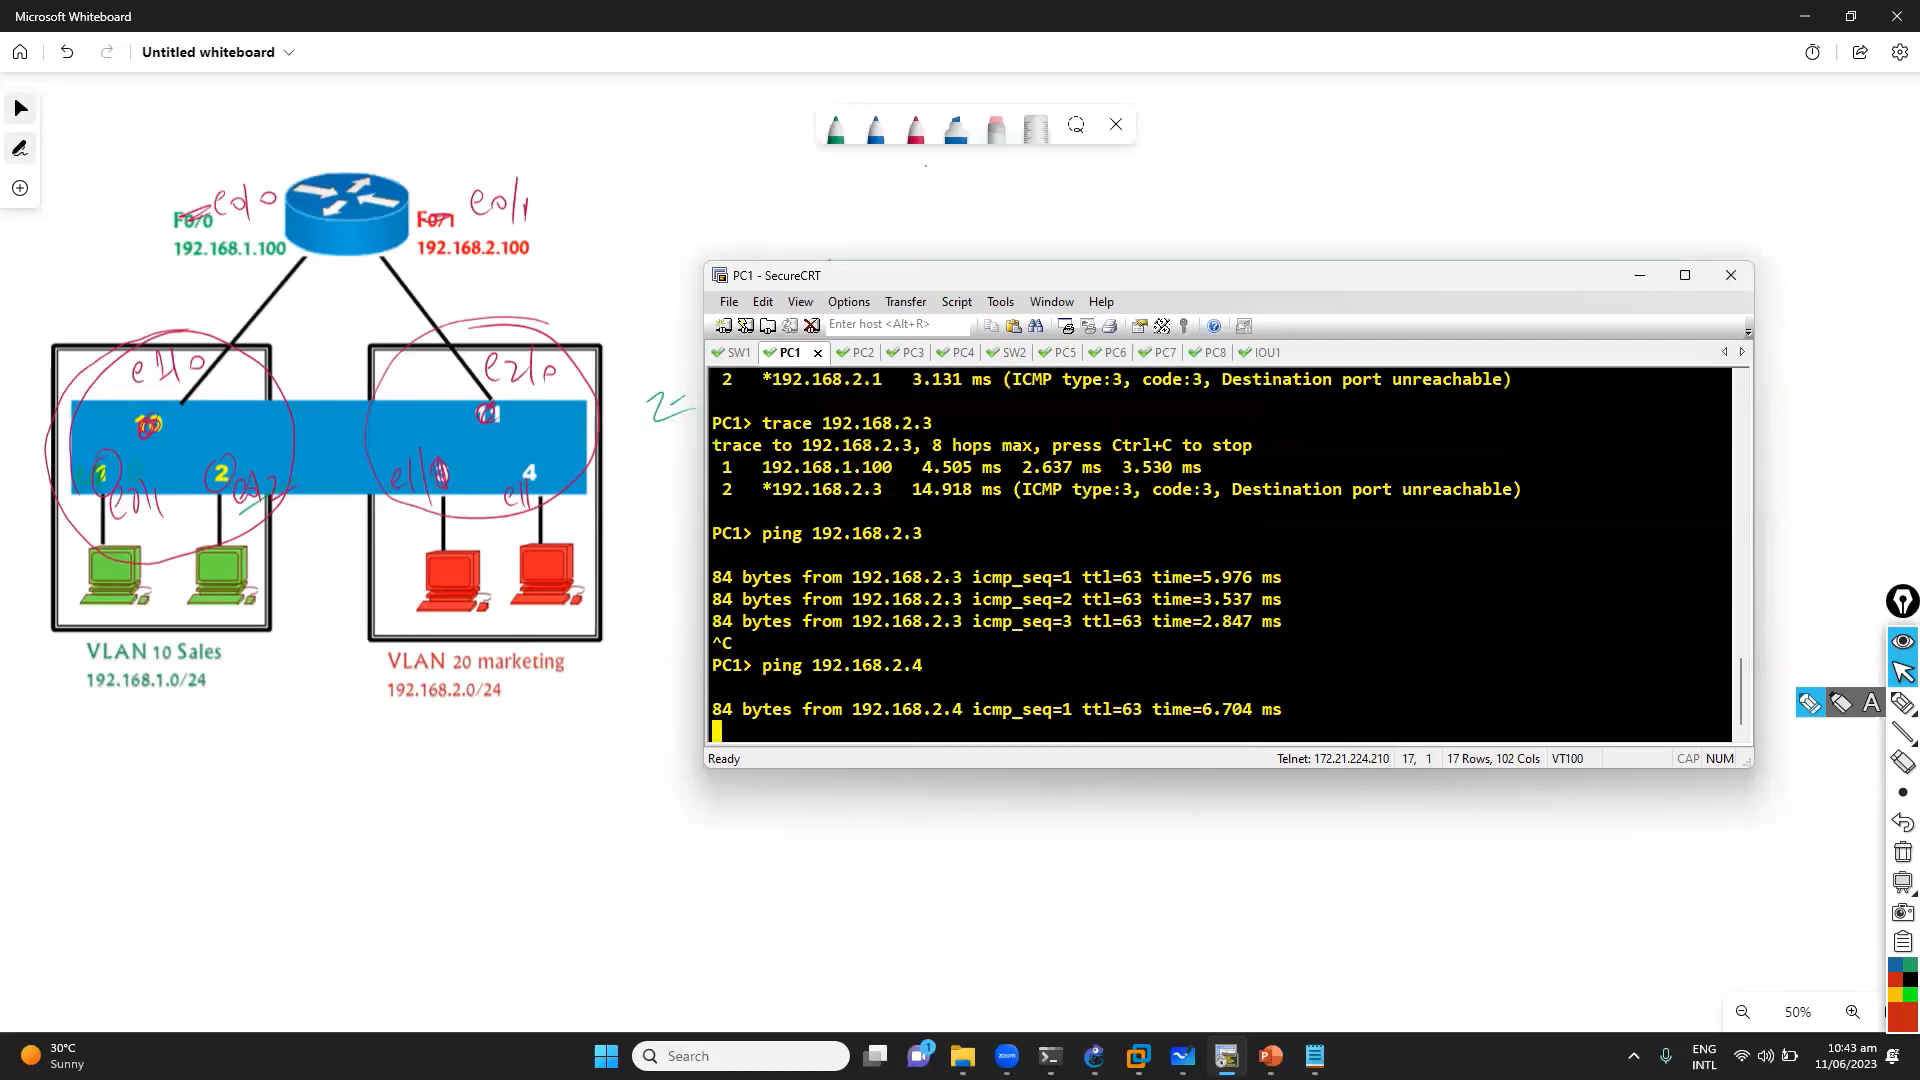 Microsoft Whiteboard
Untitled whiteboard
F0/0
e0/0
192.168.1.100
F0/1
e0/1
192.168.2.100
e1/0
e2/0
1
2
4
e0/1
e1/
VLAN 10 Sales
192.168.1.0/24
VLAN 20 marketing
192.168.2.0/24
PC1 - SecureCRT
File Edit View Options Transfer Script Tools Window Help
Enter host <Alt+R>
SW1 PC1 PC2 PC3 PC4 SW2 PC5 PC6 PC7 PC8 IOU1
2 *192.168.2.1 3.131 ms (ICMP type:3, code:3, Destination port unreachable)
PC1> trace 192.168.2.3
trace to 192.168.2.3, 8 hops max, press Ctrl+C to stop
1 192.168.1.100 4.505 ms 2.637 ms 3.530 ms
2 *192.168.2.3 14.918 ms (ICMP type:3, code:3, Destination port unreachable)
PC1> ping 192.168.2.3
84 bytes from 192.168.2.3 icmp_seq=1 ttl=63 time=5.976 ms
84 bytes from 192.168.2.3 icmp_seq=2 ttl=63 time=3.537 ms
84 bytes from 192.168.2.3 icmp_seq=3 ttl=63 time=2.847 ms
^C
PC1> ping 192.168.2.4
84 bytes from 192.168.2.4 icmp_seq=1 ttl=63 time=6.704 ms
Ready
Telnet: 172.21.224.210 17, 1 17 Rows, 102 Cols VT100 CAP NUM
A
50%
30°C
Sunny
Search
zoom
1
ENG
INTL
10:43 am
11/06/2023